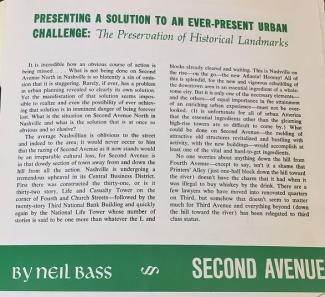 PRESENTING A SOLUTION TO AN EVER-PRESENT URBAN
CHALLENGE: The Preservation of Historical Landmarks
It is incredible how an obvious course of action is
being missed . . . What is not being done on Second
Avenue North in Nashville is so blatantly a sin of omis-
sion that it is staggering. Rarely, if ever, has a problem
in urban planning revealed so clearly its own solution.
Yet the manifestation of that solution seems impos-
sible to realize and even the possibility of ever achiev-
ing that solution is in imminent danger of being forever
lost. What is the situation on Second Avenue North in
Nashville and what is the solution that is at once so
obvious and so elusive?
The average Nashvillian is oblivious to the street
and indeed to the area; it would never occur to him
that the razing of Second Avenue as it now stands would
be an irreparable cultural loss, for Second Avenue is
in that dowdy section of town away from and down the
hill from all the action. Nashville is undergoing a
tremendous upheaval in its Central Business District.
First there was constructed the thirty-one, or is it
thirty-two story, Life and Casualty Tower on the
corner of Fourth and Church Streets—followed by the
twenty-story Third National Bank Building and quickly
again by the National Life Tower whose number of
stories is said to be one more than whatever the L and
blocks already cleared and waiting. This is Nashville on
the rise—on the go—the new Atlanta! Hooray! All of
this is splendid, for the new and vigorous rebuilding of
the downtown area is an essential ingredient of a whole-
some city. But it is only one of the necessary elements—
and the others—of equal importance in the attainment
of an enriching urban experience—must not be over-
looked. (It is unfortunate for all of urban America
that the essential ingredients other than the glooming
high-rise towers are so difficult to come by.) What
could be done on Second Avenue—the molding of
attractive old structures revitalized and bustling with
activity, with the new buildings—would accomplish at
least one of the vital and hard-to-get ingredients.
No one worries about anything down the hill from
Fourth Avenue—except to say, isn't it a shame that
Printers' Alley (just one-half block down the hill toward
the river) doesn't have the charm that it had when it
was illegal to buy whiskey by the drink. There are a
few lawyers who have moved into renovated quarters
on Third, but somehow that doesn't seem to matter
much for Third Avenue and everything beyond (down
the hill toward the river) has been relegated to third
class status.
BY NEIL BASS
SECOND AVENUE